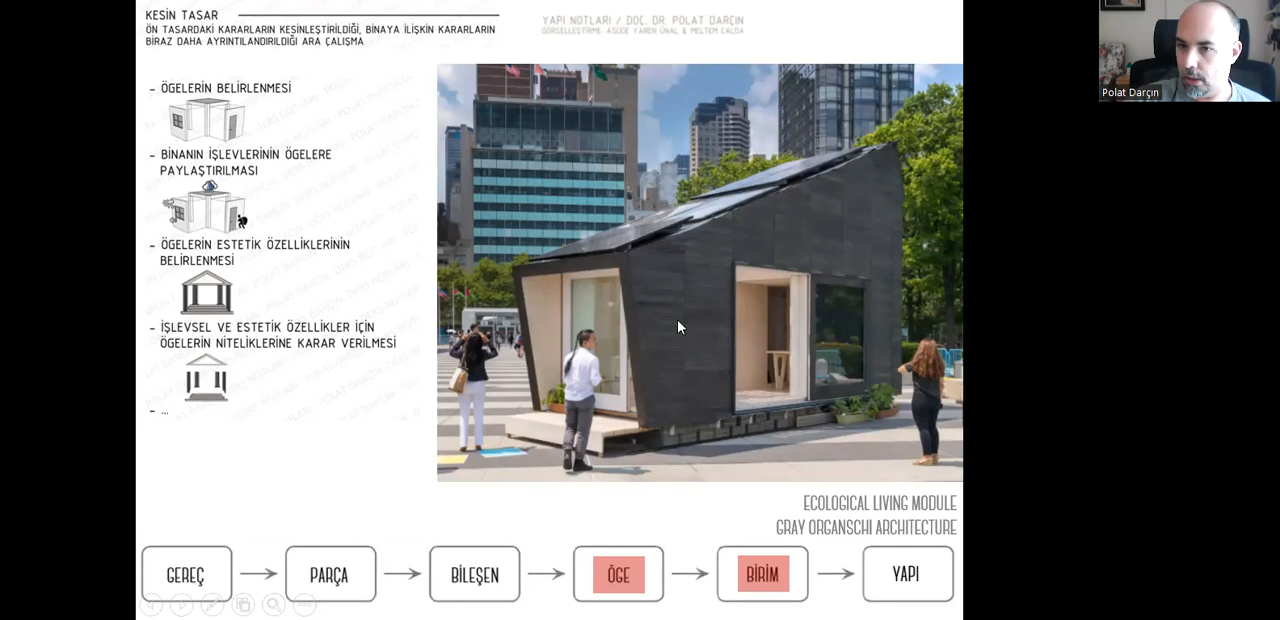 KESİN TASAR
ÖN TASARDAKİ KARARLARIN KESİNLEŞTİRİLDİĞİ, BİNAYA İLİŞKİN KARARLARIN
BİRAZ DAHA AYRINTILANDIRILDIĞI ARA ÇALIŞMA
YAPI NOTLARI / DOÇ. DR. POLAT DARÇIN
GÖRSELLEŞTİRME: ASUDE YAREN ÜNAL & MELTEM CALDA
Polat Darçın
- ÖGELERİN BELİRLENMESİ
- BİNANIN İŞLEVLERİNİN ÖGELERE
PAYLAŞTIRILMASI
- ÖGELERİN ESTETİK ÖZELLİKLERİNİN
BELİRLENMESİ
- İŞLEVSEL VE ESTETİK ÖZELLİKLER İÇİN
ÖGELERİN NİTELİKLERİNE KARAR VERİLMESİ
- ...
ECOLOGICAL LIVING MODULE
GRAY ORGANSCHI ARCHITECTURE
GEREÇ
PARÇA
BİLEŞEN
ÖGE
BİRİM
YAPI